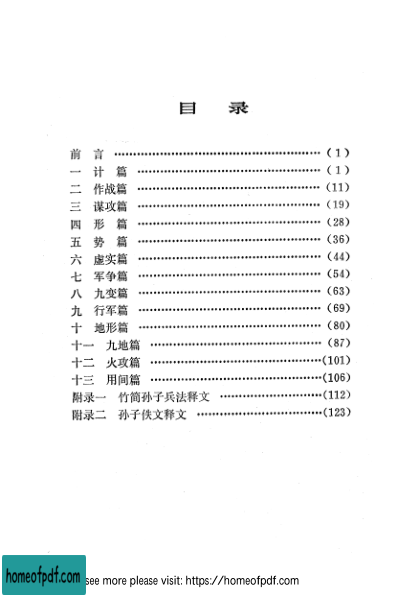 目 录
前 言 ……………………………………………… ( 1 )
一 计 篇 ……………………………………………… ( 1 )
二 作战篇 ……………………………………………… (11)
三 谋攻篇 ……………………………………………… (19)
四 形 篇 ……………………………………………… (28)
五 势 篇 ……………………………………………… (36)
六 虚实篇 ……………………………………………… (44)
七 军争篇 ……………………………………………… (54)
八 九变篇 ……………………………………………… (63)
九 行军篇 ……………………………………………… (69)
十 地形篇 ……………………………………………… (80)
十一 九地篇 ……………………………………………… (87)
十二 火攻篇 ……………………………………………… (101)
十三 用间篇 ……………………………………………… (106)
附录一 竹简孙子兵法释文 ……………………… (112)
附录二 孙子佚文释文 ……………………… (123)
homeofpdf.com
see more please visit: https://homeofpdf.com